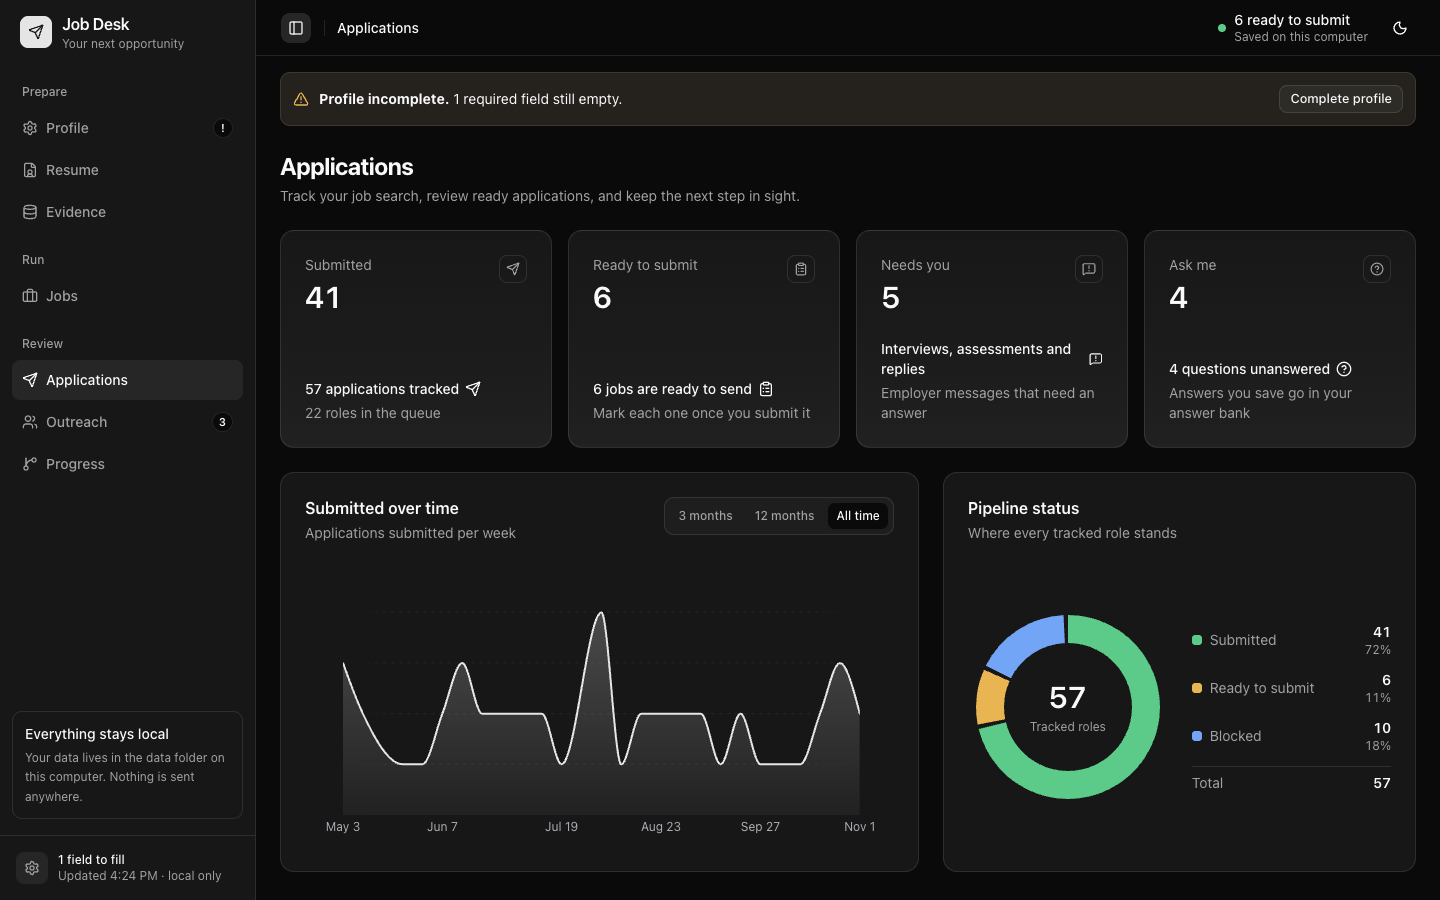 Job Desk
Your next opportunity
Prepare
Profile
!
Resume
Evidence
Run
Jobs
Review
Applications
Outreach
3
Progress
Everything stays local
Your data lives in the data folder on
this computer. Nothing is sent
anywhere.
1 field to fill
Updated 4:24 PM · local only
Applications
6 ready to submit
Saved on this computer
Profile incomplete. 1 required field still empty.
Complete profile
Applications
Track your job search, review ready applications, and keep the next step in sight.
Submitted
41
57 applications tracked
22 roles in the queue
Ready to submit
6
6 jobs are ready to send
Mark each one once you submit it
Needs you
5
Interviews, assessments and
replies
Employer messages that need an
answer
Ask me
4
4 questions unanswered
Answers you save go in your
answer bank
Submitted over time
Applications submitted per week
3 months
12 months
All time
May 3
Jun 7
Jul 19
Aug 23
Sep 27
Nov 1
Pipeline status
Where every tracked role stands
57
Tracked roles
Submitted
41
72%
Ready to submit
6
11%
Blocked
10
18%
Total
57